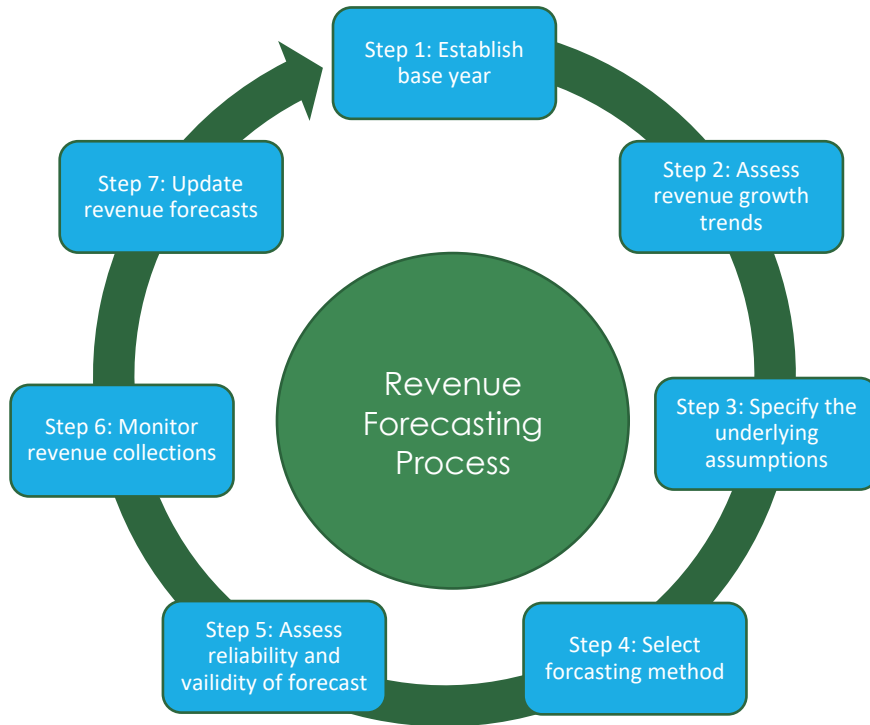 Step 1: Establish
base year
Step 2: Assess
revenue growth
trends
Step 3: Specify the
underlying
assumptions
Step 4: Select
forcasting method
Step 5: Assess
reliability and
vailidity of forecast
Step 6: Monitor
revenue collections
Step 7: Update
revenue forecasts
Revenue
Forecasting
Process